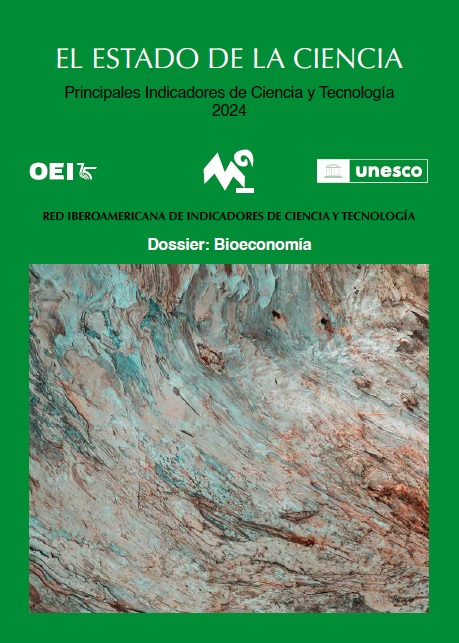 EL ESTADO DE LA CIENCIA
Principales Indicadores de Ciencia y Tecnología
2024
OEI
unesco
RED IBEROAMERICANA DE INDICADORES DE CIENCIA Y TECNOLOGÍA
Dossier: Bioeconomía